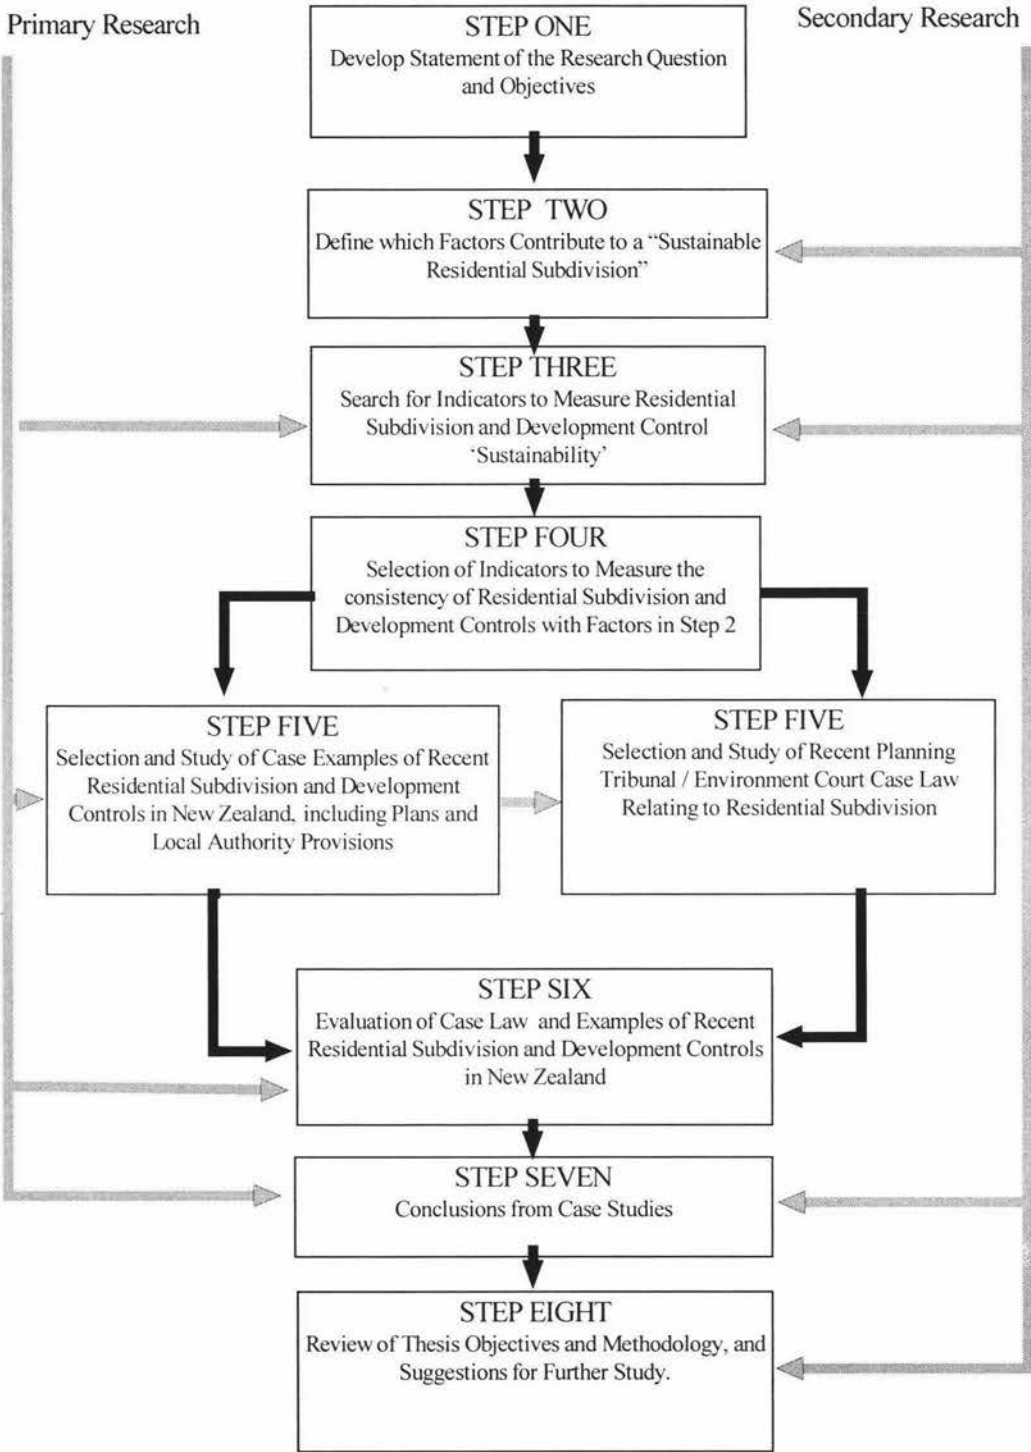 Primary Research
Secondary Research
STEP ONE
Develop Statement of the Research Question
and Objectives
STEP TWO
Define which Factors Contribute to a “Sustainable
Residential Subdivision”
STEP THREE
Search for Indicators to Measure Residential
Subdivision and Development Control
‘Sustainability’
STEP FOUR
Selection of Indicators to Measure the
consistency of Residential Subdivision and
Development Controls with Factors in Step 2
STEP FIVE
Selection and Study of Case Examples of Recent
Residential Subdivision and Development
Controls in New Zealand, including Plans and
Local Authority Provisions
STEP FIVE
Selection and Study of Recent Planning
Tribunal / Environment Court Case Law
Relating to Residential Subdivision
STEP SIX
Evaluation of Case Law and Examples of Recent
Residential Subdivision and Development Controls
in New Zealand
STEP SEVEN
Conclusions from Case Studies
STEP EIGHT
Review of Thesis Objectives and Methodology, and
Suggestions for Further Study.